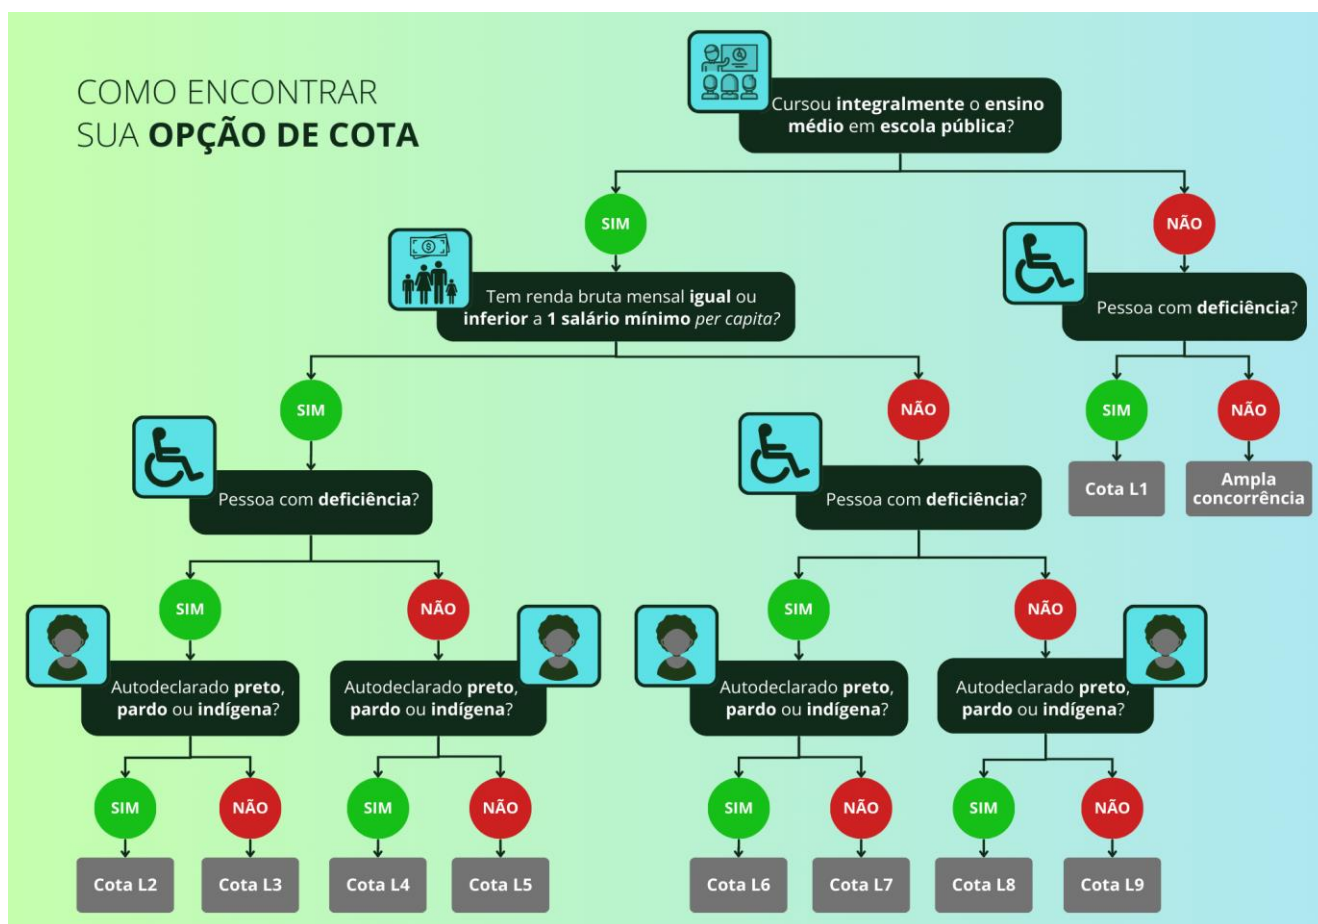 COMO ENCONTRAR
SUA OPÇÃO DE COTA
Cursou integralmente o ensino
médio em escola pública?
SIM
NÃO
Tem renda bruta mensal igual ou
inferior a 1 salário mínimo per capita?
Pessoa com deficiência?
SIM
NÃO
SIM
NÃO
Cota L1
Ampla
concorrência
Pessoa com deficiência?
Pessoa com deficiência?
SIM
NÃO
SIM
NÃO
Autodeclarado preto,
pardo ou indígena?
Autodeclarado preto,
pardo ou indígena?
Autodeclarado preto,
pardo ou indígena?
Autodeclarado preto,
pardo ou indígena?
SIM
NÃO
SIM
NÃO
SIM
NÃO
SIM
NÃO
Cota L2
Cota L3
Cota L4
Cota L5
Cota L6
Cota L7
Cota L8
Cota L9